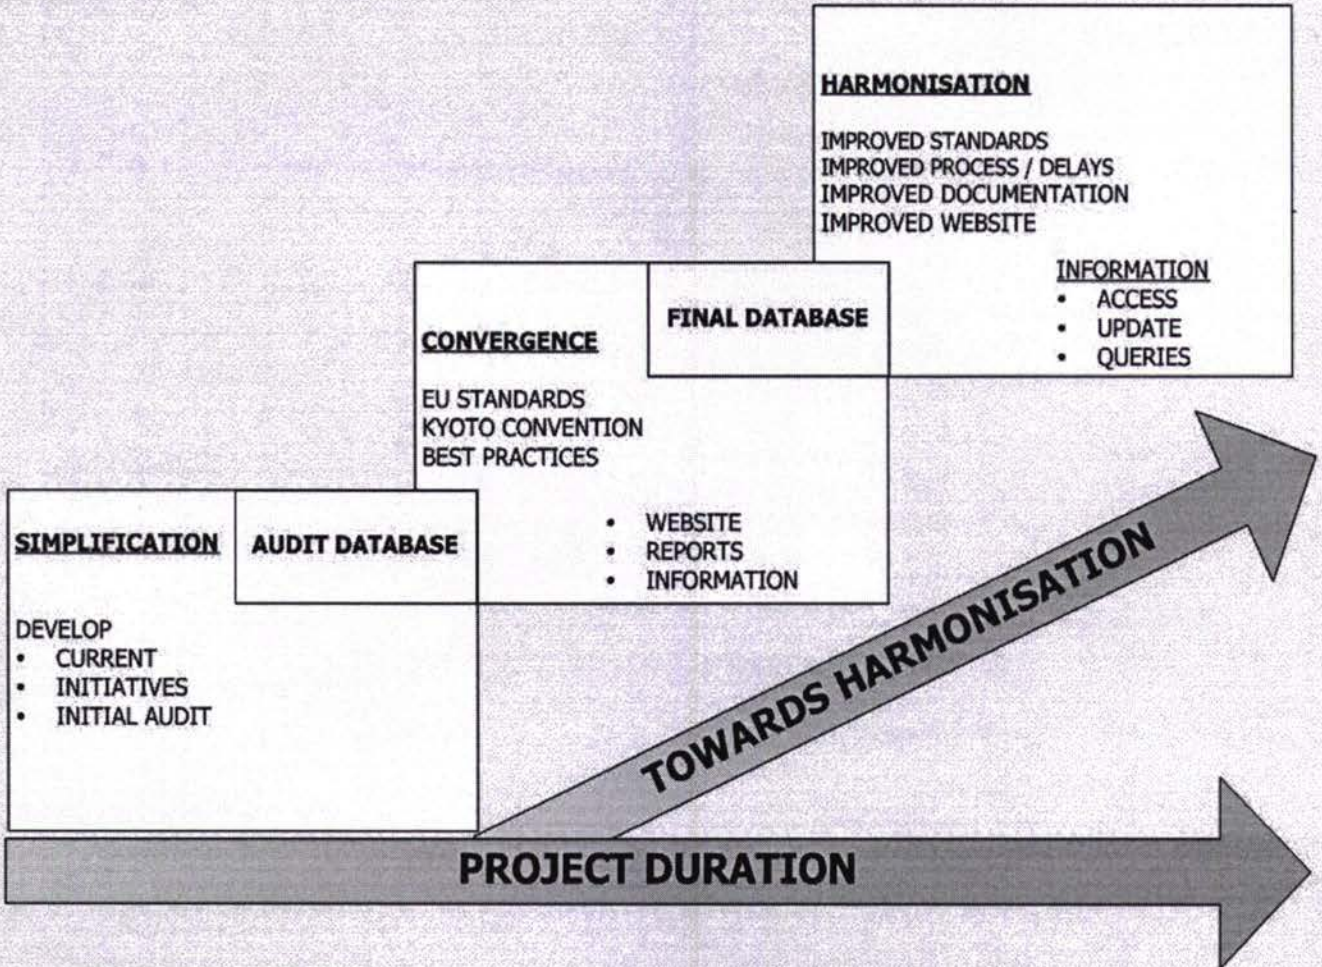 HARMONISATION
IMPROVED STANDARDS
IMPROVED PROCESS / DELAYS
IMPROVED DOCUMENTATION
IMPROVED WEBSITE
INFORMATION
• ACCESS
• UPDATE
• QUERIES
FINAL DATABASE
CONVERGENCE
EU STANDARDS
KYOTO CONVENTION
BEST PRACTICES
• WEBSITE
• REPORTS
• INFORMATION
SIMPLIFICATION
AUDIT DATABASE
DEVELOP
• CURRENT
• INITIATIVES
• INITIAL AUDIT
TOWARDS HARMONISATION
PROJECT DURATION